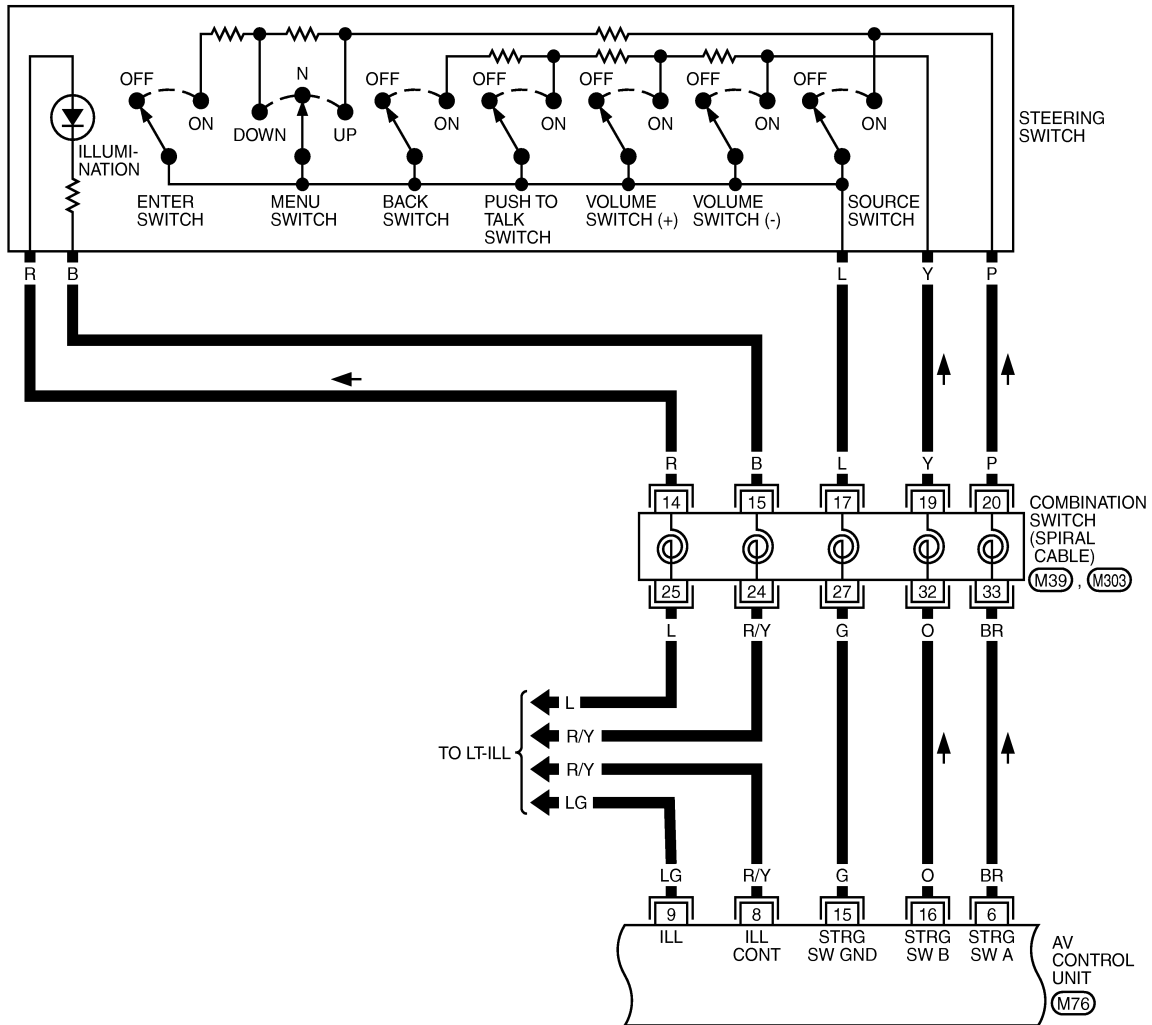 N
OFF
OFF
OFF
OFF
OFF
OFF
ON
DOWN
UP
ON
ON
ON
ON
ON
STEERING
SWITCH
ILLUMI-
NATION
ENTER
SWITCH
MENU
SWITCH
BACK
SWITCH
PUSH TO
TALK
SWITCH
VOLUME
SWITCH (+)
VOLUME
SWITCH (-)
SOURCE
SWITCH
R
B
L
Y
P
R
B
L
Y
P
14
15
17
19
20
COMBINATION
SWITCH
(SPIRAL
CABLE)
M39 , M303
25
24
27
32
33
L
R/Y
G
O
BR
TO LT-ILL
L
R/Y
R/Y
LG
LG
R/Y
G
O
BR
9
8
15
16
6
ILL
ILL
CONT
STRG
SW GND
STRG
SW B
STRG
SW A
AV
CONTROL
UNIT
M76